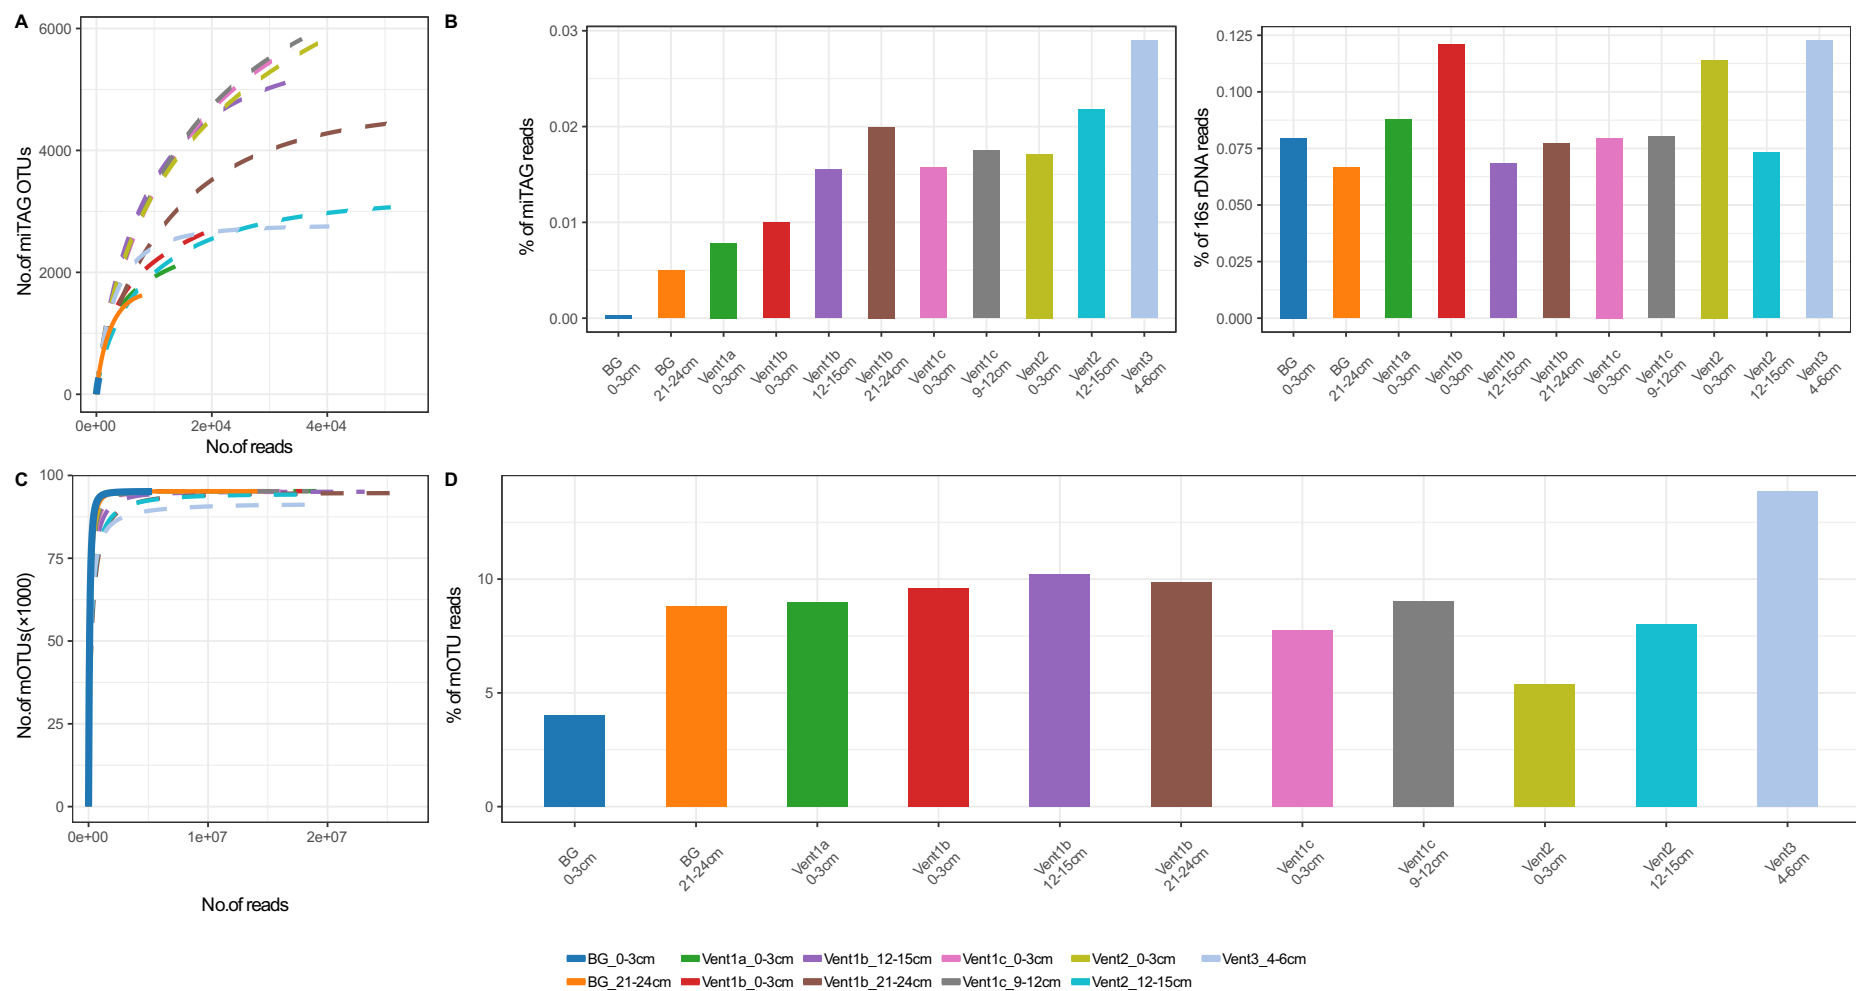 A
6000
4000
2000
0
No.of miTAG OTUs
0e+00
2e+04
4e+04
No.of reads
B
0.03
0.02
0.01
0.00
% of miTAG reads
BG
0-3cm
BG
21-24cm
Vent1a
0-3cm
Vent1b
0-3cm
Vent1b
12-15cm
Vent1b
21-24cm
Vent1c
0-3cm
Vent1c
9-12cm
Vent2
0-3cm
Vent2
12-15cm
Vent3
4-6cm
0.125
0.100
0.075
0.050
0.025
0.000
% of 16s rDNA reads
BG
0-3cm
BG
21-24cm
Vent1a
0-3cm
Vent1b
0-3cm
Vent1b
12-15cm
Vent1b
21-24cm
Vent1c
0-3cm
Vent1c
9-12cm
Vent2
0-3cm
Vent2
12-15cm
Vent3
4-6cm
C
100
75
50
25
0
No.of mOTUs(×1000)
0e+00
1e+07
2e+07
No.of reads
D
10
5
0
% of mOTU reads
BG
0-3cm
BG
21-24cm
Vent1a
0-3cm
Vent1b
0-3cm
Vent1b
12-15cm
Vent1b
21-24cm
Vent1c
0-3cm
Vent1c
9-12cm
Vent2
0-3cm
Vent2
12-15cm
Vent3
4-6cm
BG_0-3cm Vent1a_0-3cm Vent1b_12-15cm Vent1c_0-3cm Vent2_0-3cm Vent3_4-6cm
BG_21-24cm Vent1b_0-3cm Vent1b_21-24cm Vent1c_9-12cm Vent2_12-15cm